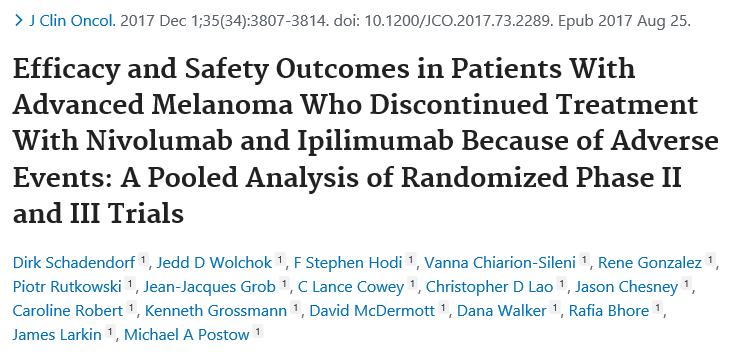 > J Clin Oncol. 2017 Dec 1;35(34):3807-3814. doi: 10.1200/JCO.2017.73.2289. Epub 2017 Aug 25.
Efficacy and Safety Outcomes in Patients With
Advanced Melanoma Who Discontinued Treatment
With Nivolumab and Ipilimumab Because of Adverse
Events: A Pooled Analysis of Randomized Phase II
and III Trials
Dirk Schadendorf 1, Jedd D Wolchok 1, F Stephen Hodi 1, Vanna Chiarion-Sileni 1, Rene Gonzalez 1,
Piotr Rutkowski 1, Jean-Jacques Grob 1, C Lance Cowey 1, Christopher D Lao 1, Jason Chesney 1,
Caroline Robert 1, Kenneth Grossmann 1, David McDermott 1, Dana Walker 1, Rafia Bhore 1,
James Larkin 1, Michael A Postow 1